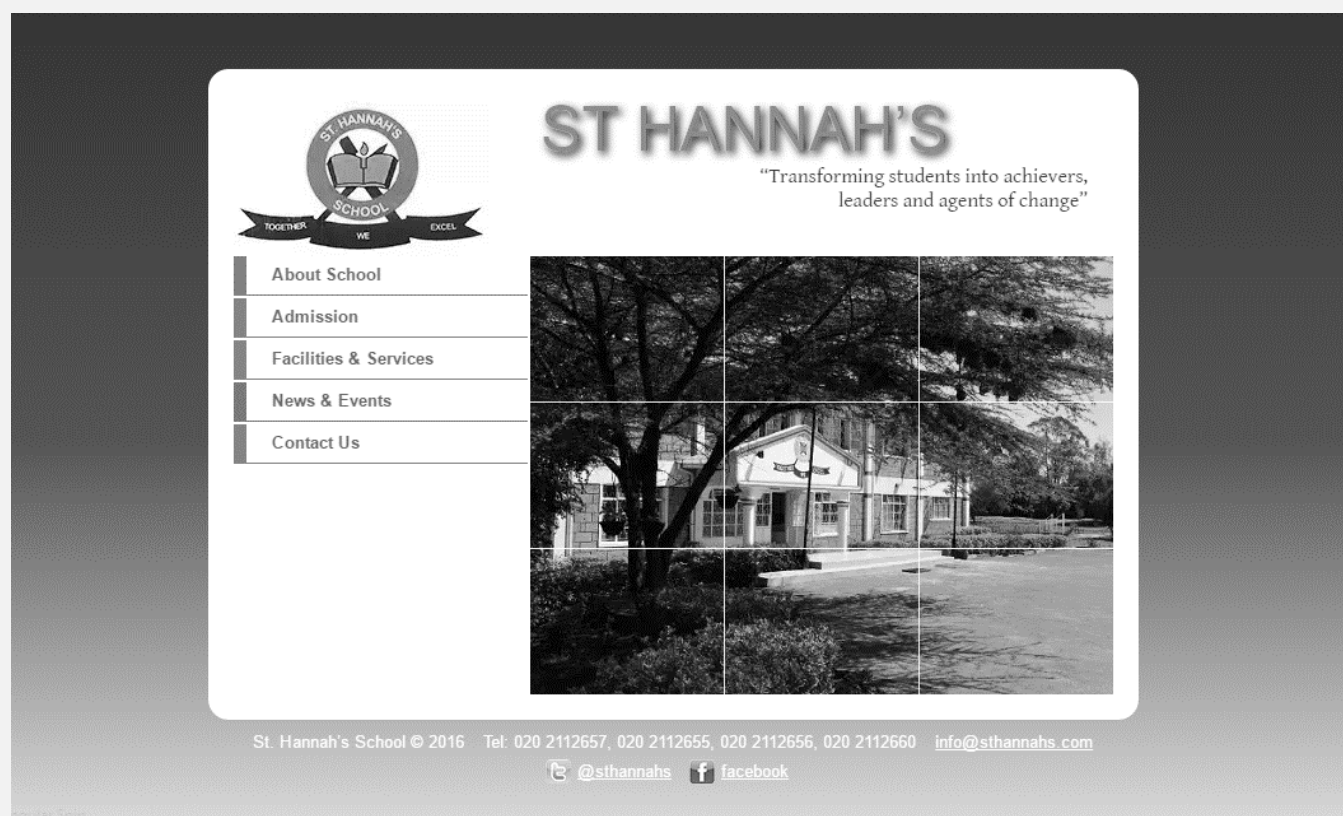 ST. HANNAH'S
SCHOOL
TOGETHER WE EXCEL
ST HANNAH’S
“Transforming students into achievers,
leaders and agents of change”
About School
Admission
Facilities & Services
News & Events
Contact Us
St. Hannah's School © 2016 Tel: 020 2112657, 020 2112655, 020 2112656, 020 2112660 info@sthannahs.com
@sthannahs facebook